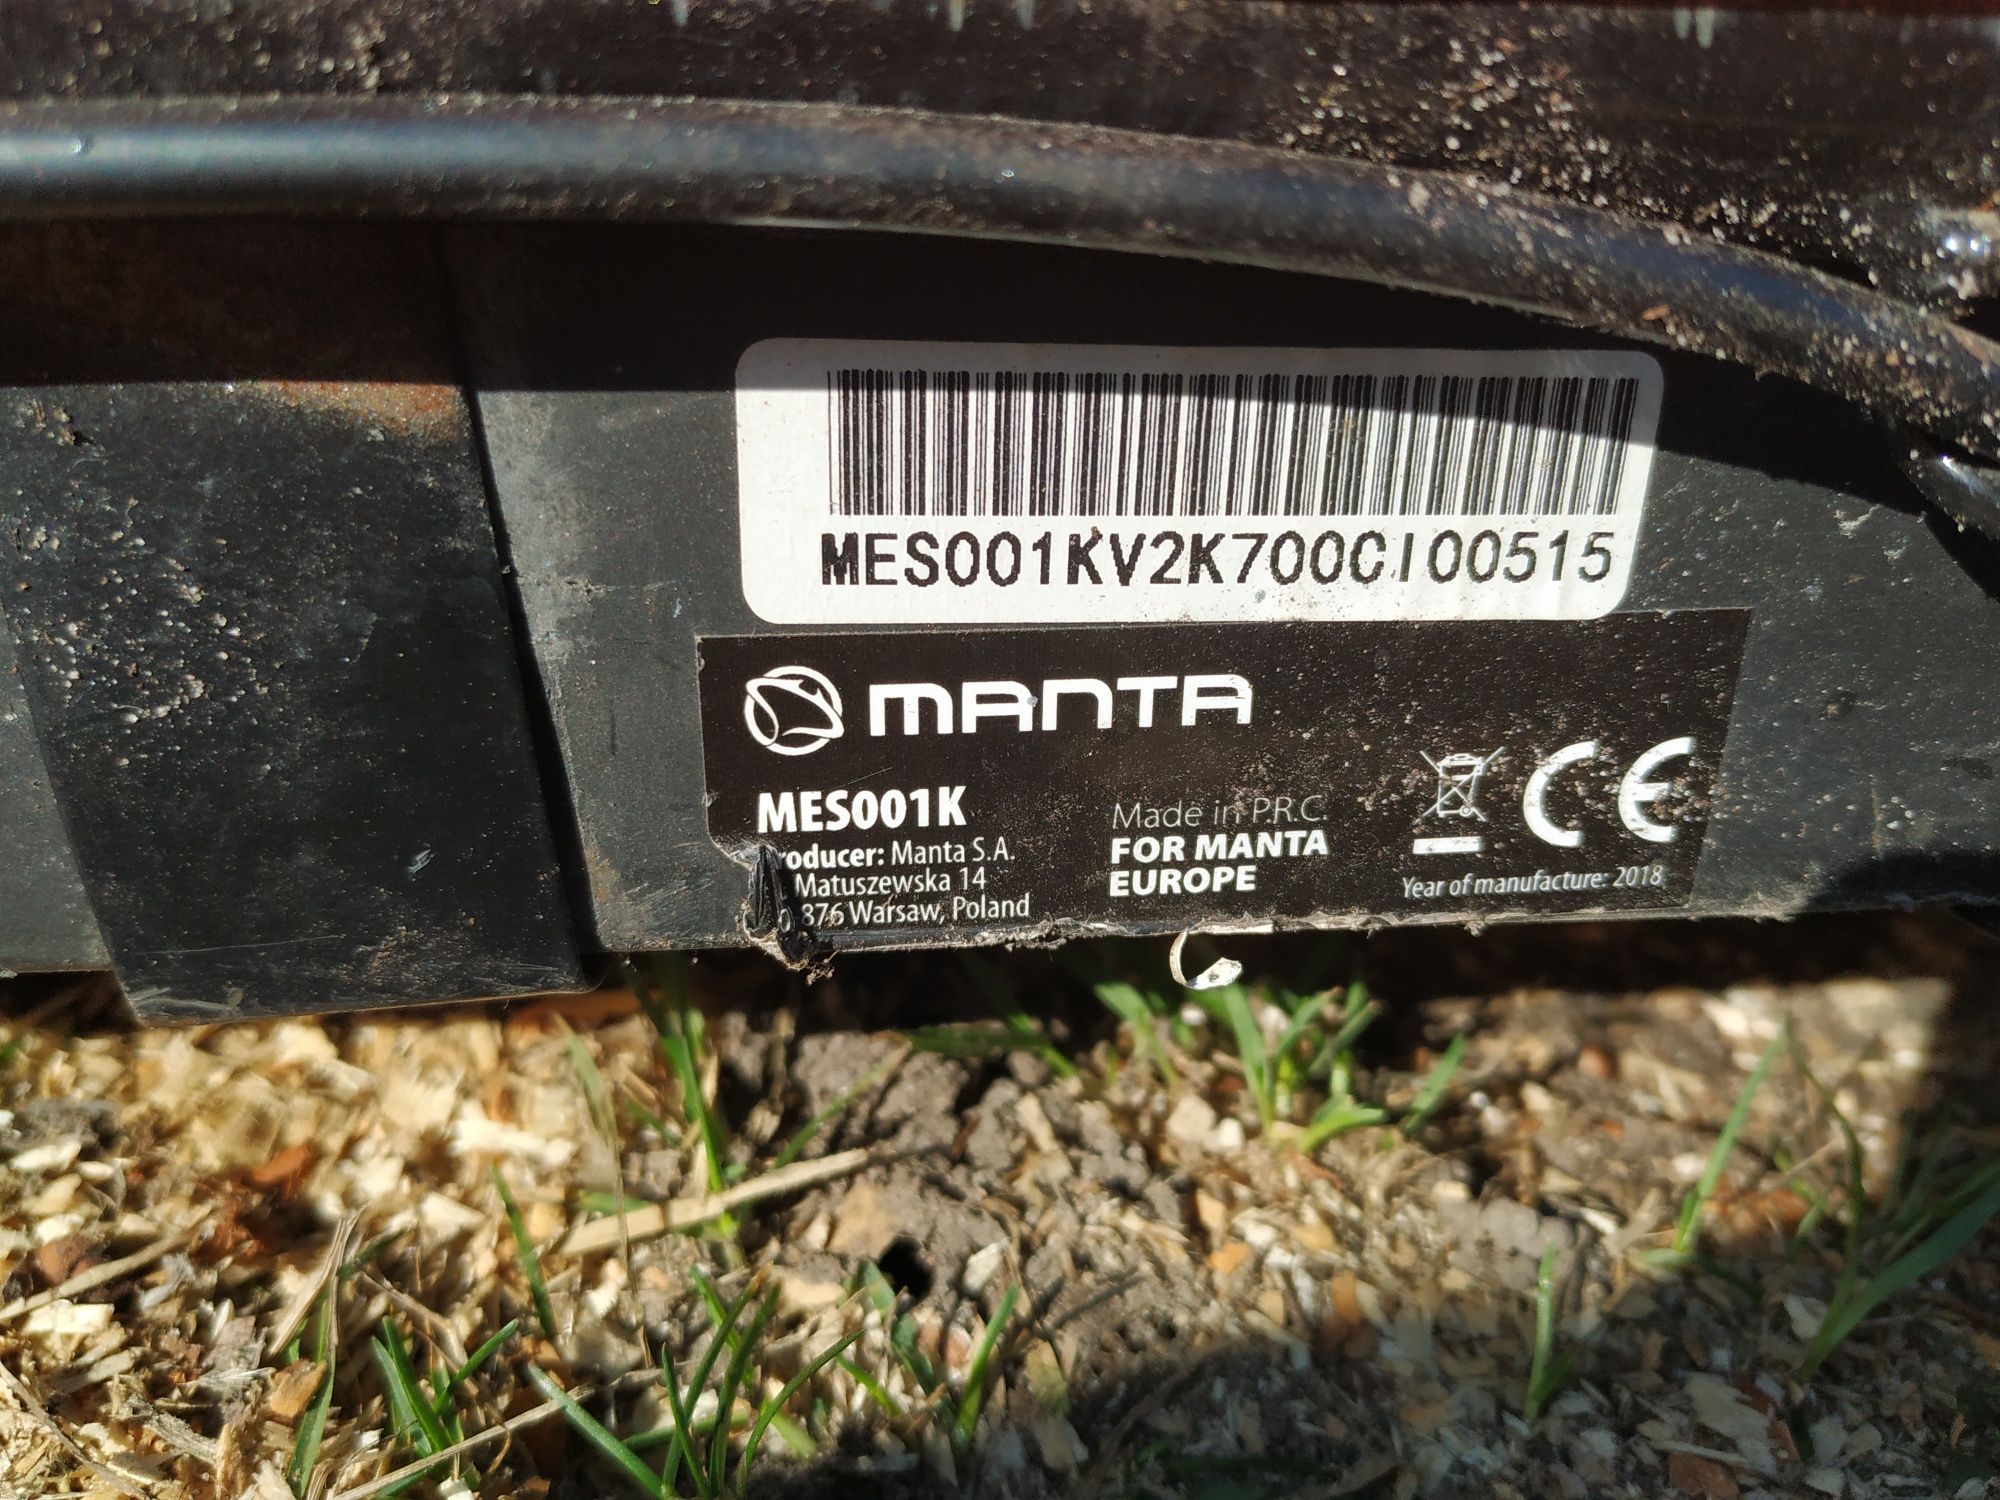 MES001KV2K700CI00515
MANTA
MES001K
Producer: Manta S.A.
Matuszewska 14
876 Warsaw, Poland
Made in P.R.C.
FOR MANTA
EUROPE
CE
Year of manufacture: 2018